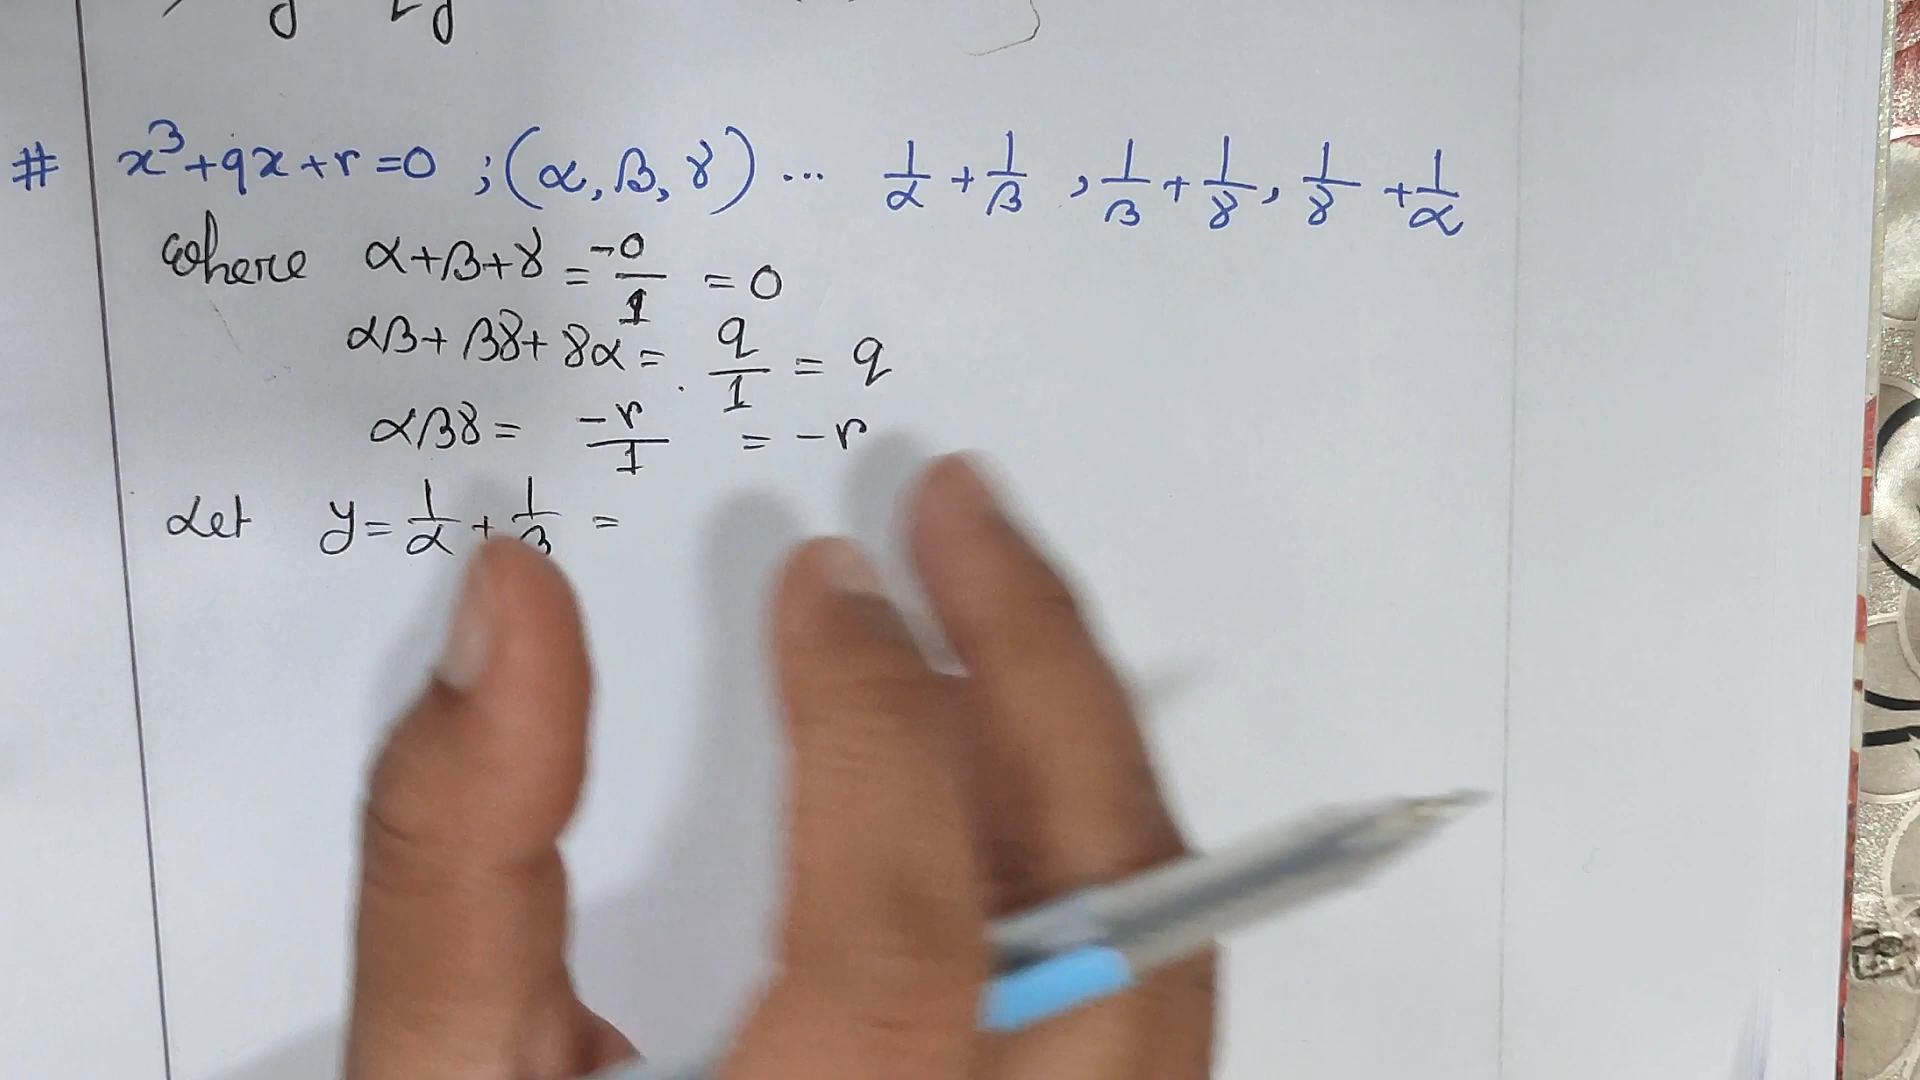 # x³+qx+r=0 ; (α, β, γ) ... 1/α + 1/β , 1/β + 1/γ , 1/γ + 1/α
where α+β+γ = -0/1 = 0
αβ+ βγ+ γα = q/1 = q
αβγ = -r/1 = -r
Let y = 1/α + 1/β =